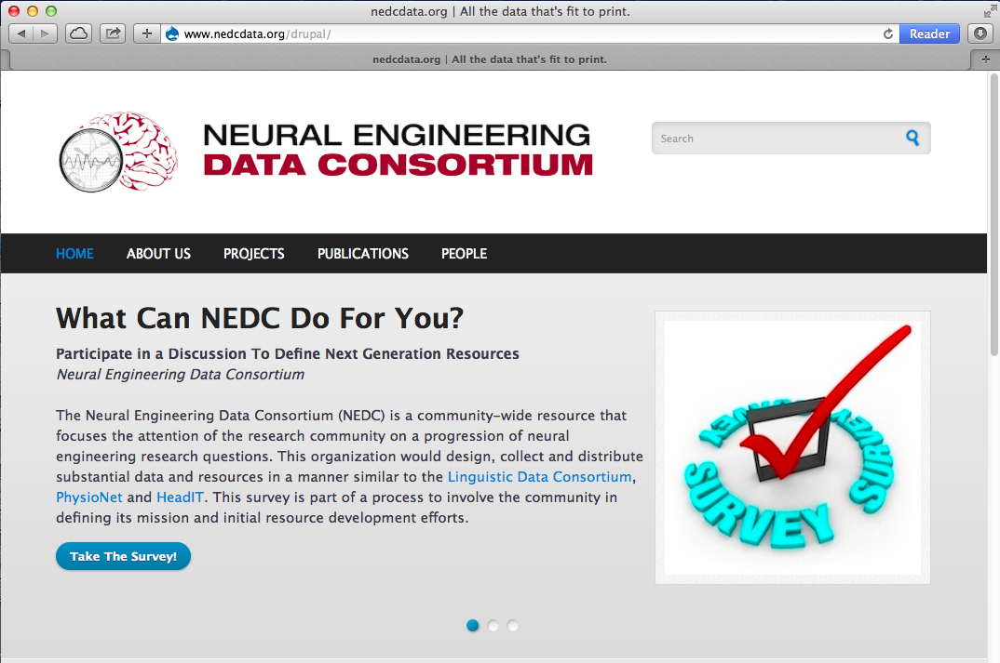 nedcdata.org | All the data that's fit to print.
www.nedcdata.org/drupal/
Reader
nedcdata.org | All the data that's fit to print.
NEURAL ENGINEERING
DATA CONSORTIUM
Search
HOME ABOUT US PROJECTS PUBLICATIONS PEOPLE
What Can NEDC Do For You?
Participate in a Discussion To Define Next Generation Resources
Neural Engineering Data Consortium
The Neural Engineering Data Consortium (NEDC) is a community-wide resource that
focuses the attention of the research community on a progression of neural
engineering research questions. This organization would design, collect and distribute
substantial data and resources in a manner similar to the Linguistic Data Consortium,
PhysioNet and HeadIT. This survey is part of a process to involve the community in
defining its mission and initial resource development efforts.
Take The Survey!
SURVEY
SURVEY
SURVEY